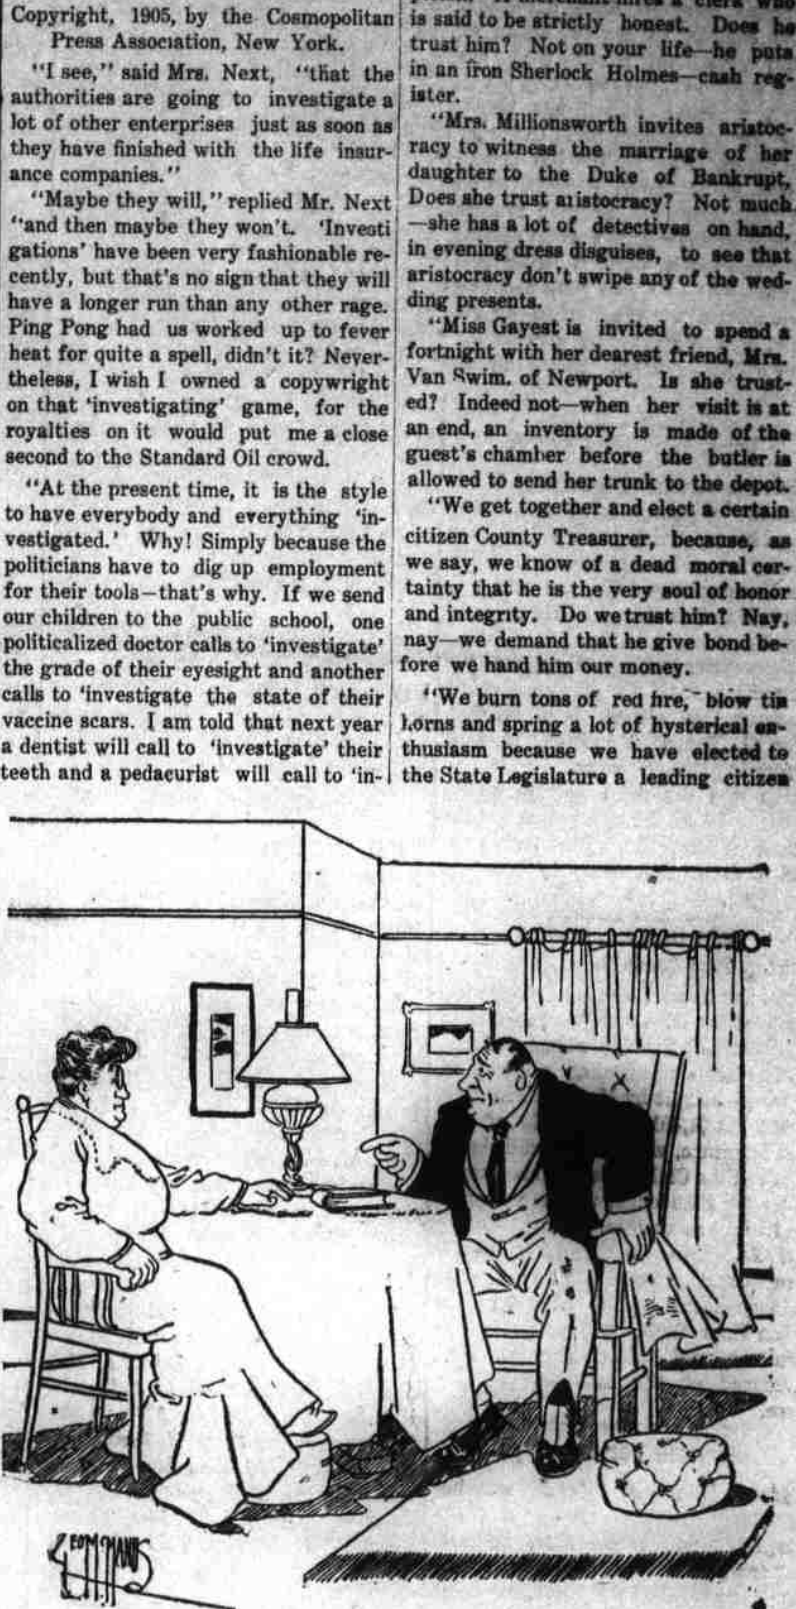 Copyright, 1905, by the Cosmopolitan
Press Association, New York.
"I see," said Mrs. Next, "that the
authorities are going to investigate a
lot of other enterprises just as soon as
they have finished with the life insur-
ance companies."
"Maybe they will," replied Mr. Next
"and then maybe they won't. 'Investi
gations' have been very fashionable re-
cently, but that's no sign that they will
have a longer run than any other rage.
Ping Pong had us worked up to fever
heat for quite a spell, didn't it? Never-
theless, I wish I owned a copywright
on that 'investigating' game, for the
royalties on it would put me a close
second to the Standard Oil crowd.
"At the present time, it is the style
to have everybody and everything 'in-
vestigated.' Why! Simply because the
politicians have to dig up employment
for their tools—that's why. If we send
our children to the public school, one
politicalized doctor calls to 'investigate'
the grade of their eyesight and another
calls to 'investigate the state of their
vaccine scars. I am told that next year
a dentist will call to 'investigate' their
teeth and a pedacurist will call to 'in-
a clerk who
is said to be strictly honest. Does he
trust him? Not on your life—he puts
in an iron Sherlock Holmes—cash reg-
ister.
"Mrs. Millionsworth invites aristoc-
racy to witness the marriage of her
daughter to the Duke of Bankrupt,
Does she trust aristocracy? Not much
—she has a lot of detectives on hand,
in evening dress disguises, to see that
aristocracy don't swipe any of the wed-
ding presents.
"Miss Gayest is invited to spend a
fortnight with her dearest friend, Mrs.
Van Swim. of Newport. Is she trust-
ed? Indeed not—when her visit is at
an end, an inventory is made of the
guest's chamber before the butler is
allowed to send her trunk to the depot.
"We get together and elect a certain
citizen County Treasurer, because, as
we say, we know of a dead moral cer-
tainty that he is the very soul of honor
and integrity. Do we trust him? Nay,
nay—we demand that he give bond be-
fore we hand him our money.
"We burn tons of red fire, blow tin
horns and spring a lot of hysterical en-
thusiasm because we have elected to
the State Legislature a leading citizen